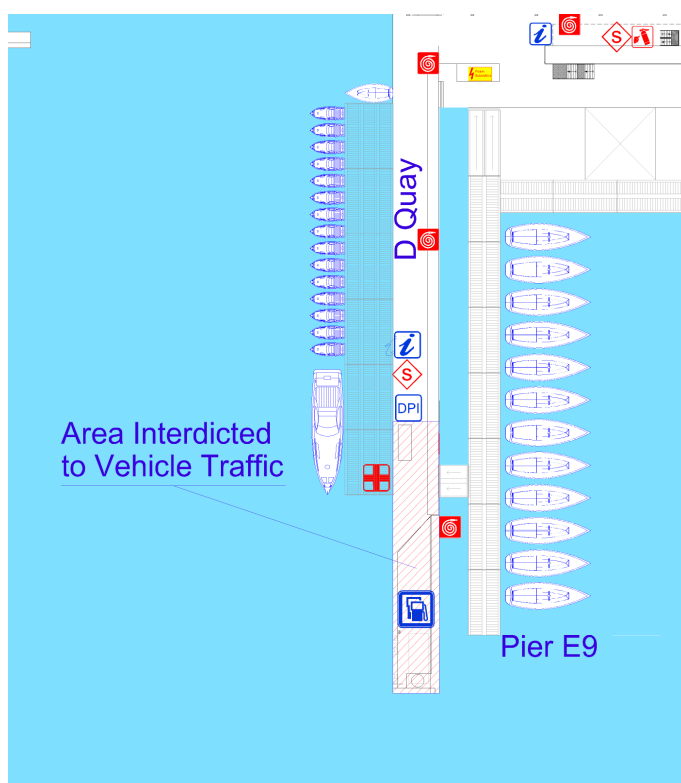 i
S
D Quay
i
S
DPI
Area Interdicted
to Vehicle Traffic
Pier E9